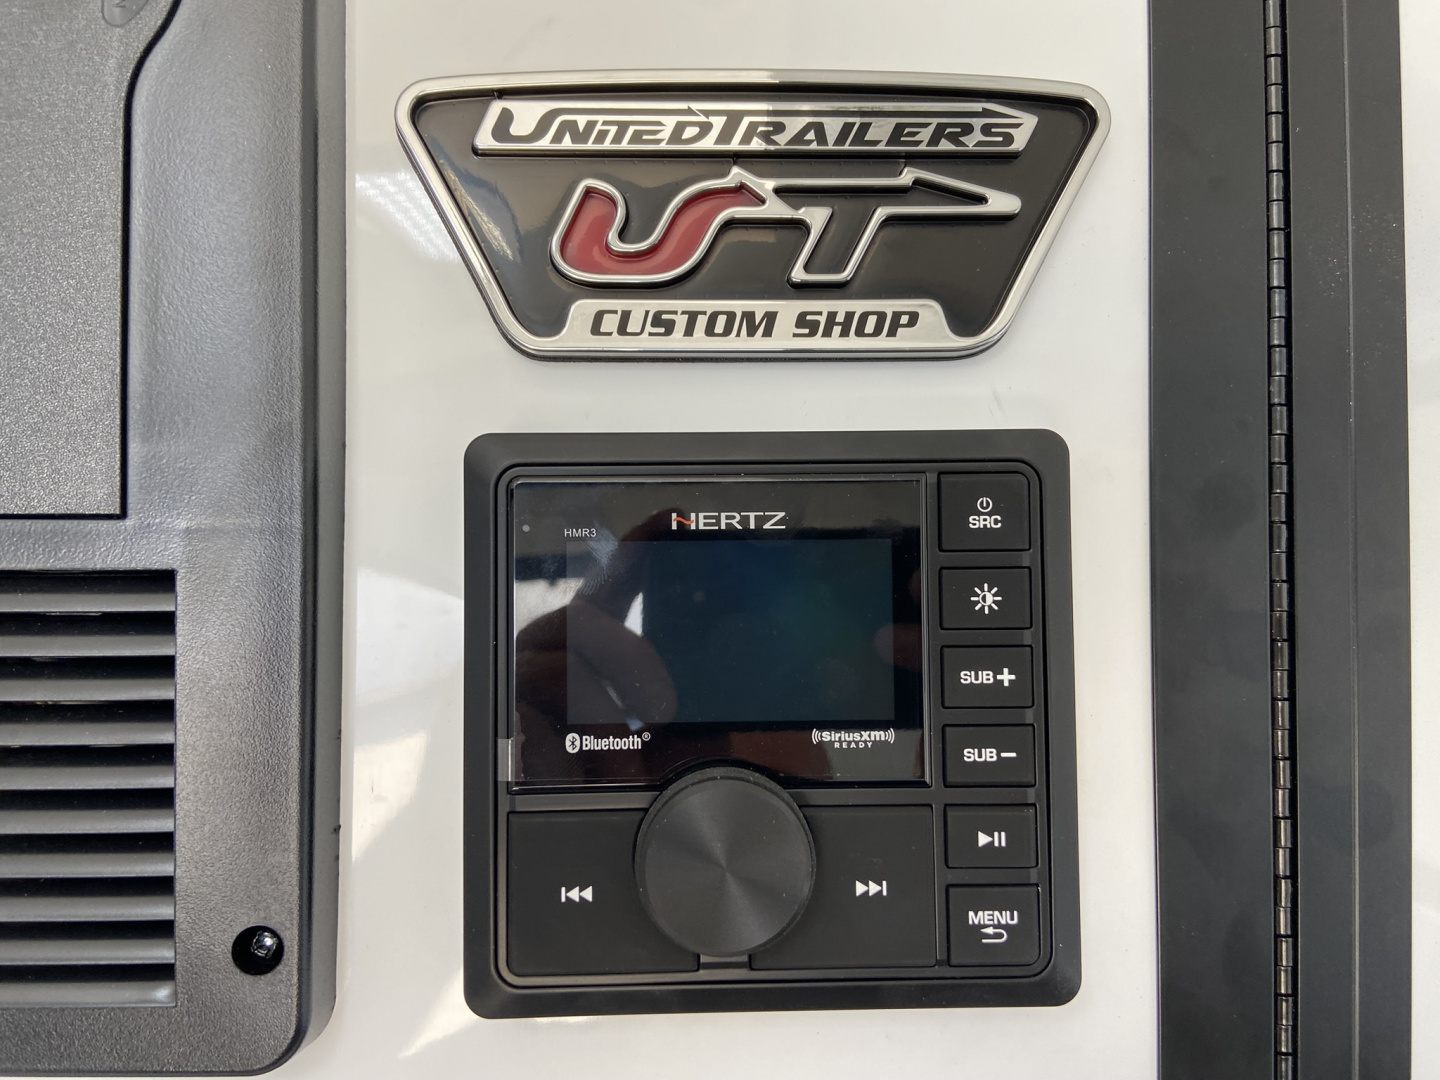 UNITED TRAILERS
UT
CUSTOM SHOP
HERTZ
HMR3
SRC
SUB+
SUB−
Bluetooth®
SiriusXM
READY
MENU